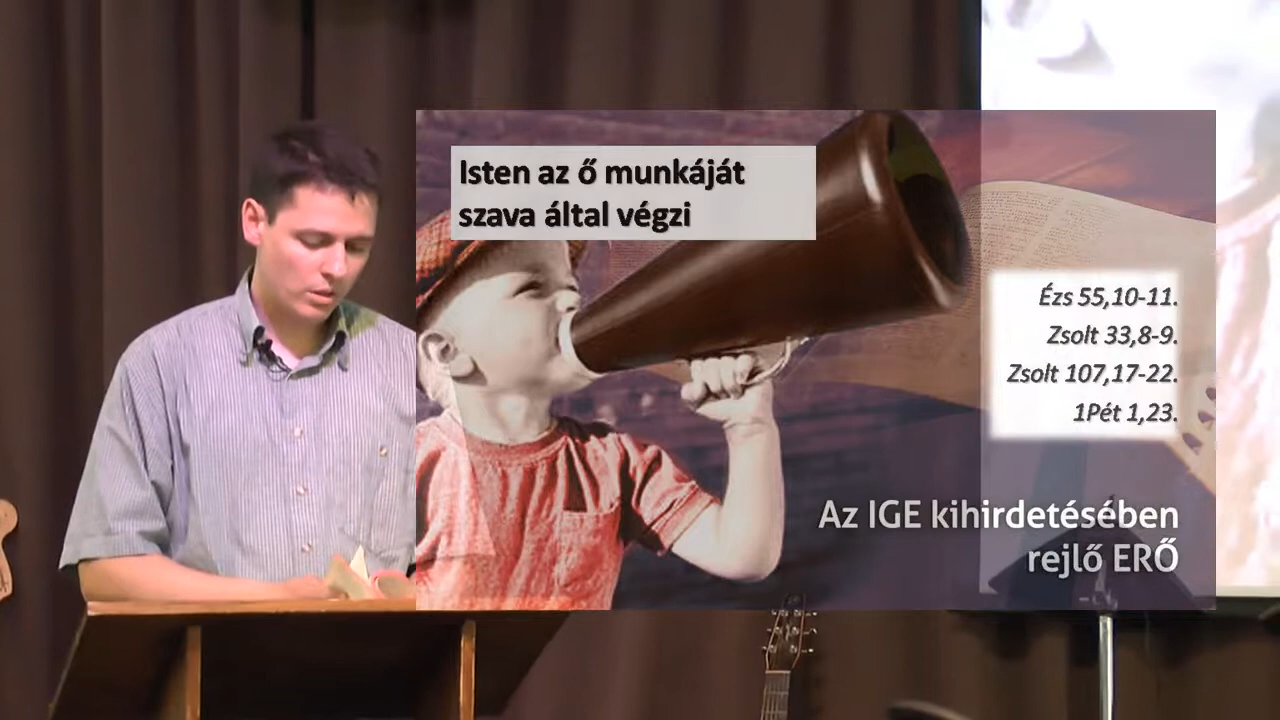 Isten az ő munkáját
szava által végzi
Ézs 55,10-11.
Zsolt 33,8-9.
Zsolt 107,17-22.
1Pét 1,23.
Az IGE kihirdetésében
rejlő ERŐ